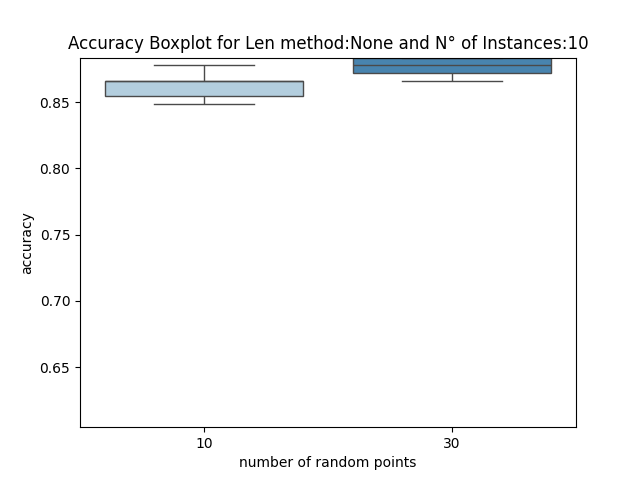 Accuracy Boxplot for Len method:None and N° of Instances:10
0.85
0.80
0.75
0.70
0.65
accuracy
10 30
number of random points